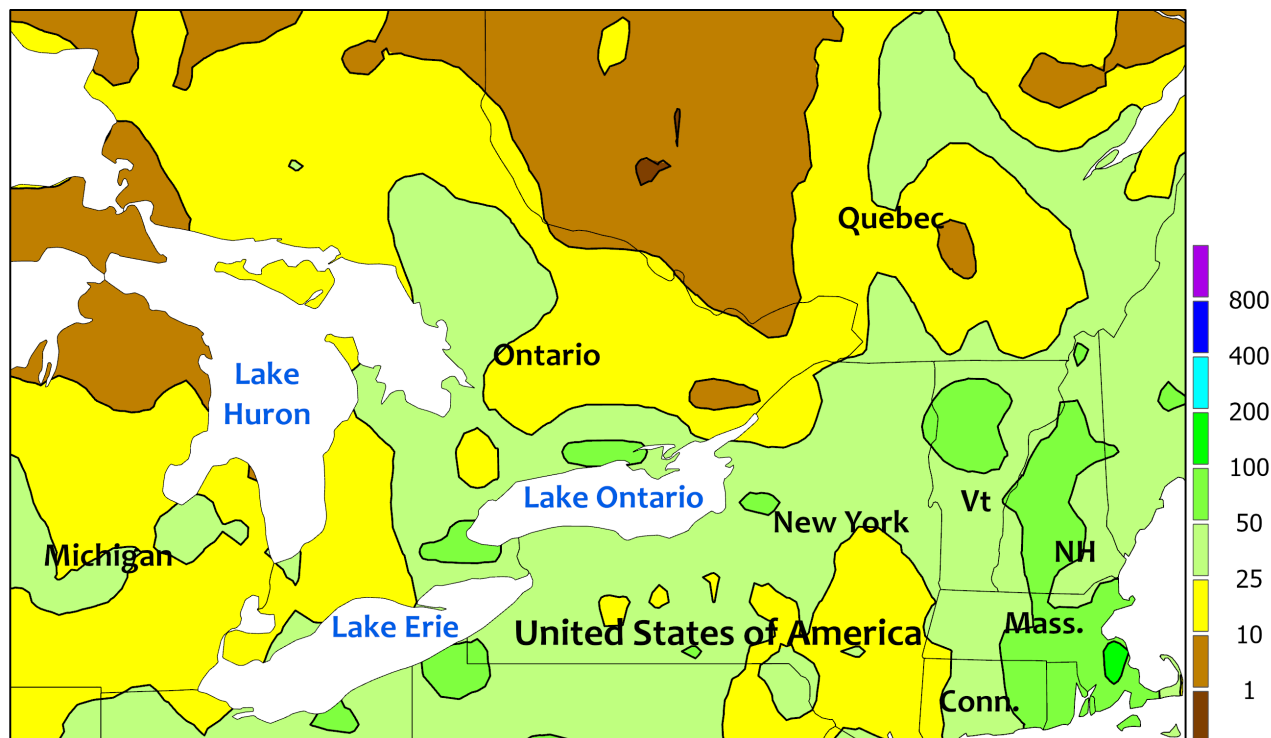 Quebec
800
Ontario
Lake
Huron
400
200
100
Lake Ontario
Vt
New York
50
Michigan
NH
25
Lake Erie
United States of America
Mass.
10
Conn.
1